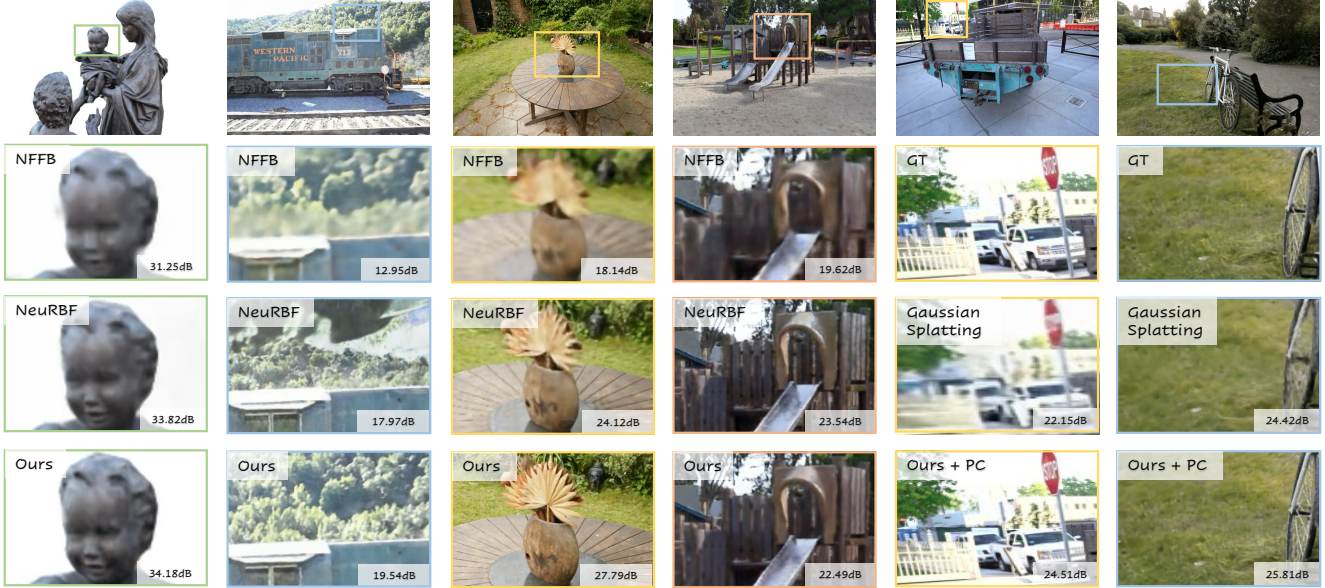 WESTERN
PACIFIC
713
NFFB
31.25dB
NFFB
12.95dB
NFFB
18.14dB
NFFB
19.62dB
GT
STOP
GT
NeuRBF
33.82dB
NeuRBF
17.97dB
NeuRBF
24.12dB
NeuRBF
23.54dB
Gaussian
Splatting
22.15dB
Gaussian
Splatting
24.42dB
Ours
34.18dB
Ours
19.54dB
Ours
27.79dB
Ours
22.49dB
Ours + PC
STOP
24.51dB
Ours + PC
25.81dB